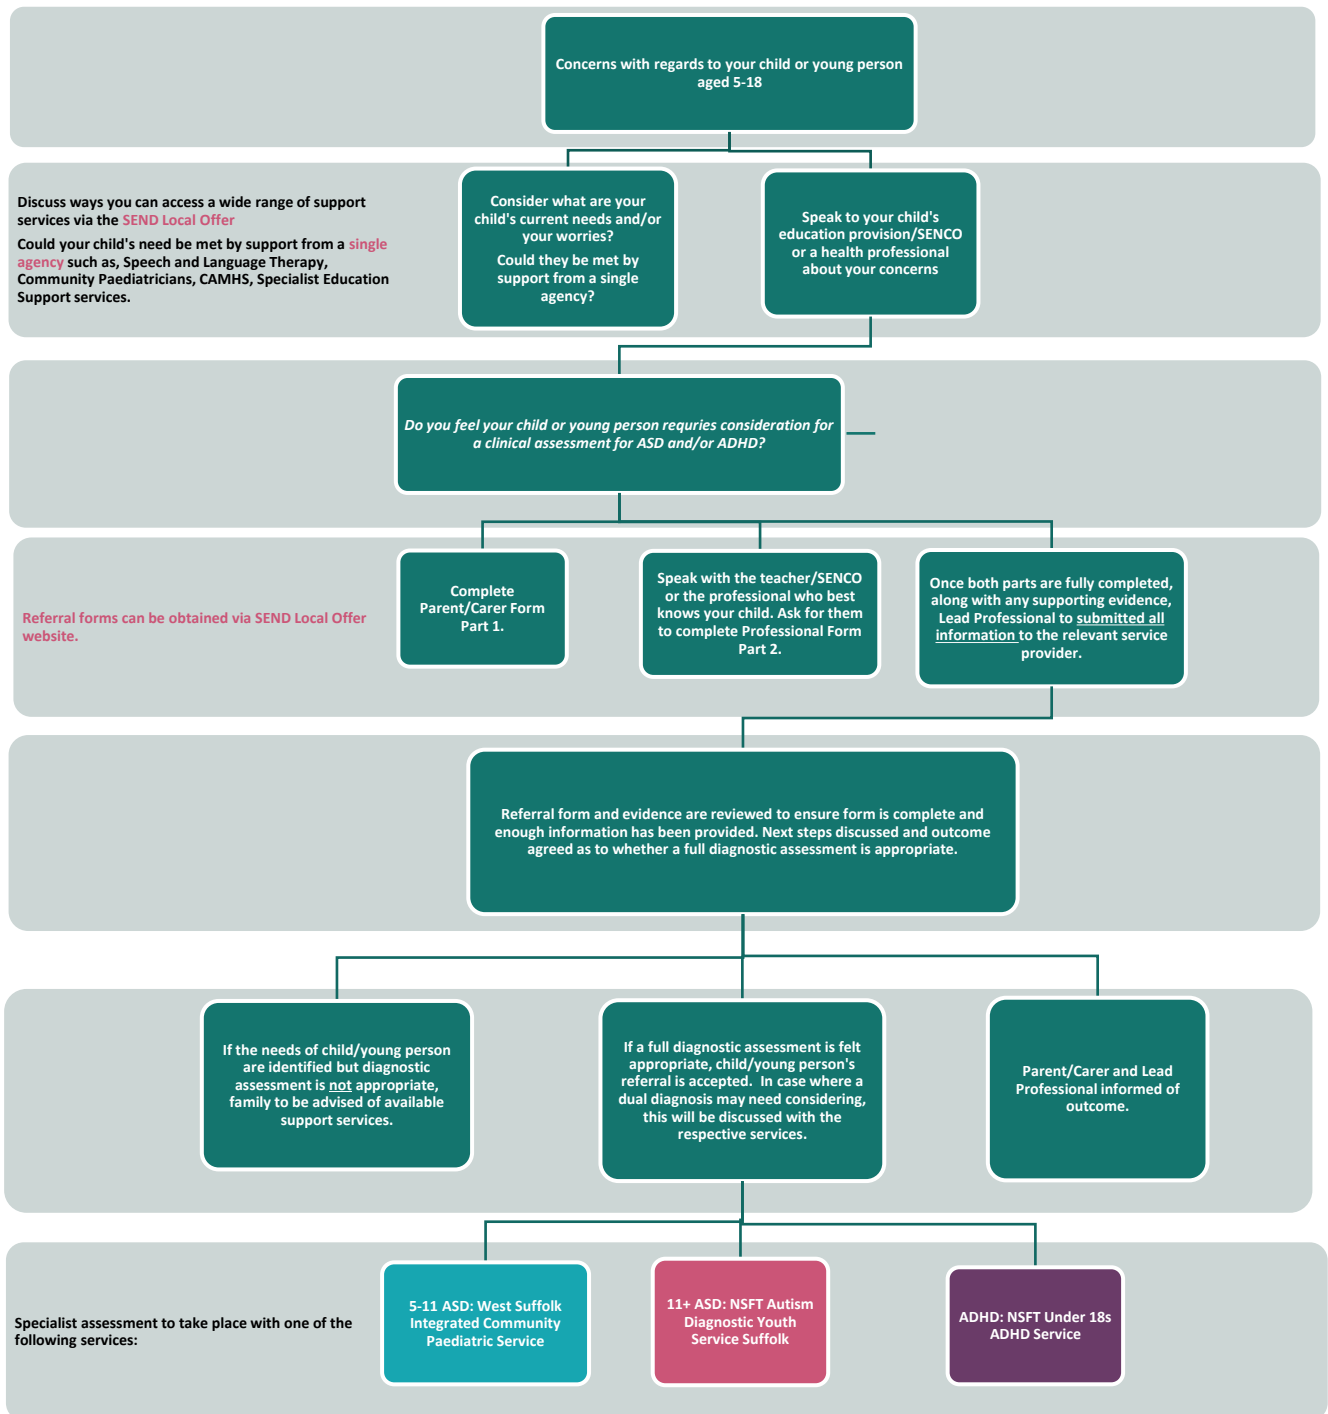 Concerns with regards to your child or young person
aged 5-18
Discuss ways you can access a wide range of support
services via the SEND Local Offer
Could your child's need be met by support from a single
agency such as, Speech and Language Therapy,
Community Paediatricians, CAMHS, Specialist Education
Support services.
Consider what are your
child's current needs and/or
your worries?
Could they be met by
support from a single
agency?
Speak to your child's
education provision/SENCO
or a health professional
about your concerns
Do you feel your child or young person requries consideration for
a clinical assessment for ASD and/or ADHD?
Referral forms can be obtained via SEND Local Offer
website.
Complete
Parent/Carer Form
Part 1.
Speak with the teacher/SENCO
or the professional who best
knows your child. Ask for them
to complete Professional Form
Part 2.
Once both parts are fully completed,
along with any supporting evidence,
Lead Professional to submitted all
information to the relevant service
provider.
Referral form and evidence are reviewed to ensure form is complete and
enough information has been provided. Next steps discussed and outcome
agreed as to whether a full diagnostic assessment is appropriate.
If the needs of child/young person
are identified but diagnostic
assessment is not appropriate,
family to be advised of available
support services.
If a full diagnostic assessment is felt
appropriate, child/young person's
referral is accepted. In case where a
dual diagnosis may need considering,
this will be discussed with the
respective services.
Parent/Carer and Lead
Professional informed of
outcome.
Specialist assessment to take place with one of the
following services:
5-11 ASD: West Suffolk
Integrated Community
Paediatric Service
11+ ASD: NSFT Autism
Diagnostic Youth
Service Suffolk
ADHD: NSFT Under 18s
ADHD Service